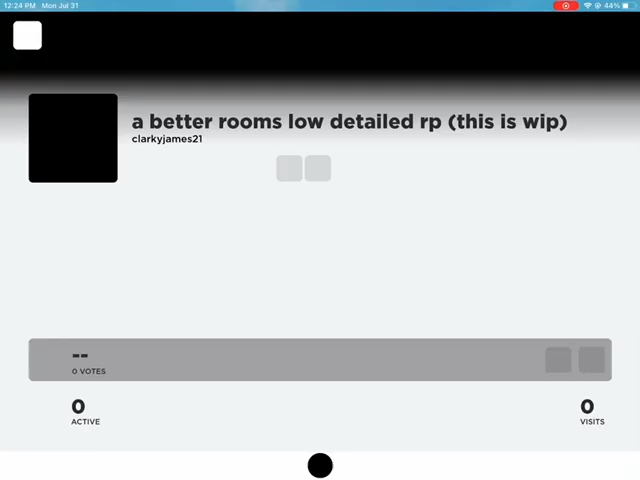 12:24 PM Mon Jul 31
44%
a better rooms low detailed rp (this is wip)
clarkyjames21
--
0 VOTES
0
ACTIVE
0
VISITS